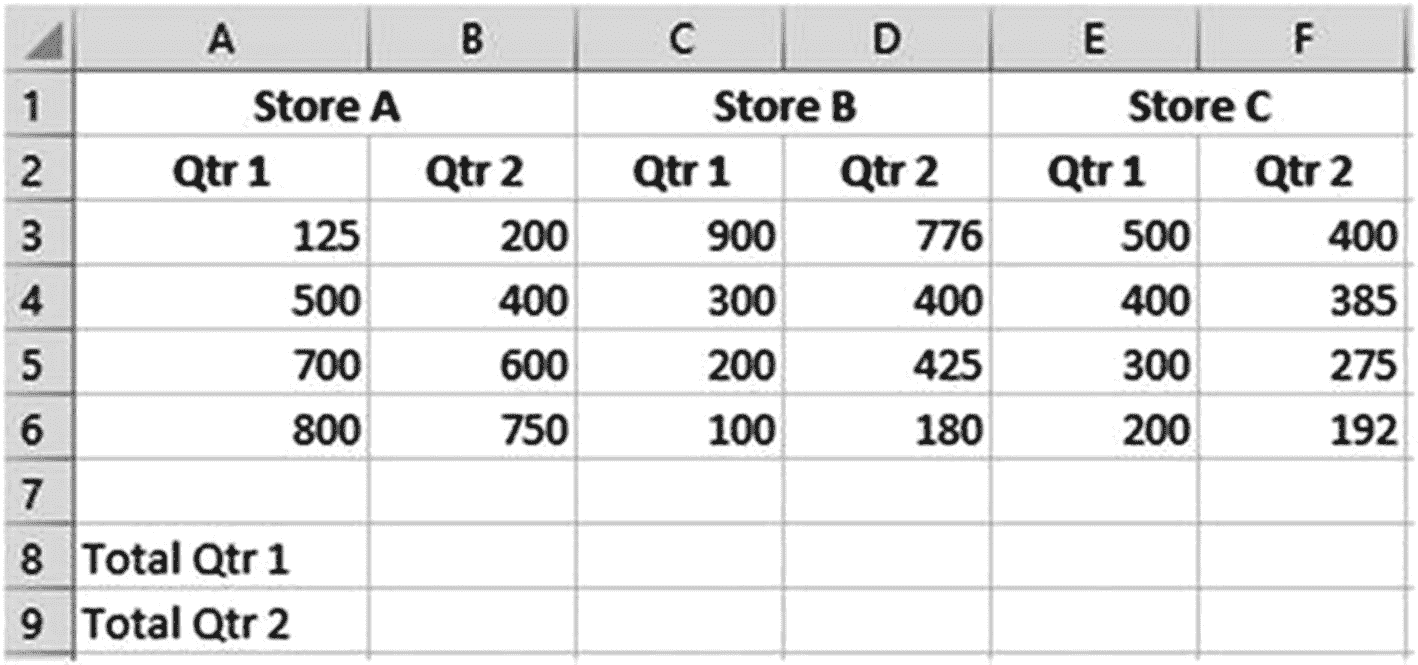 A B C D E F
1 Store A Store B Store C
2 Qtr 1 Qtr 2 Qtr 1 Qtr 2 Qtr 1 Qtr 2
3 125 200 900 776 500 400
4 500 400 300 400 400 385
5 700 600 200 425 300 275
6 800 750 100 180 200 192
7
8 Total Qtr 1
9 Total Qtr 2